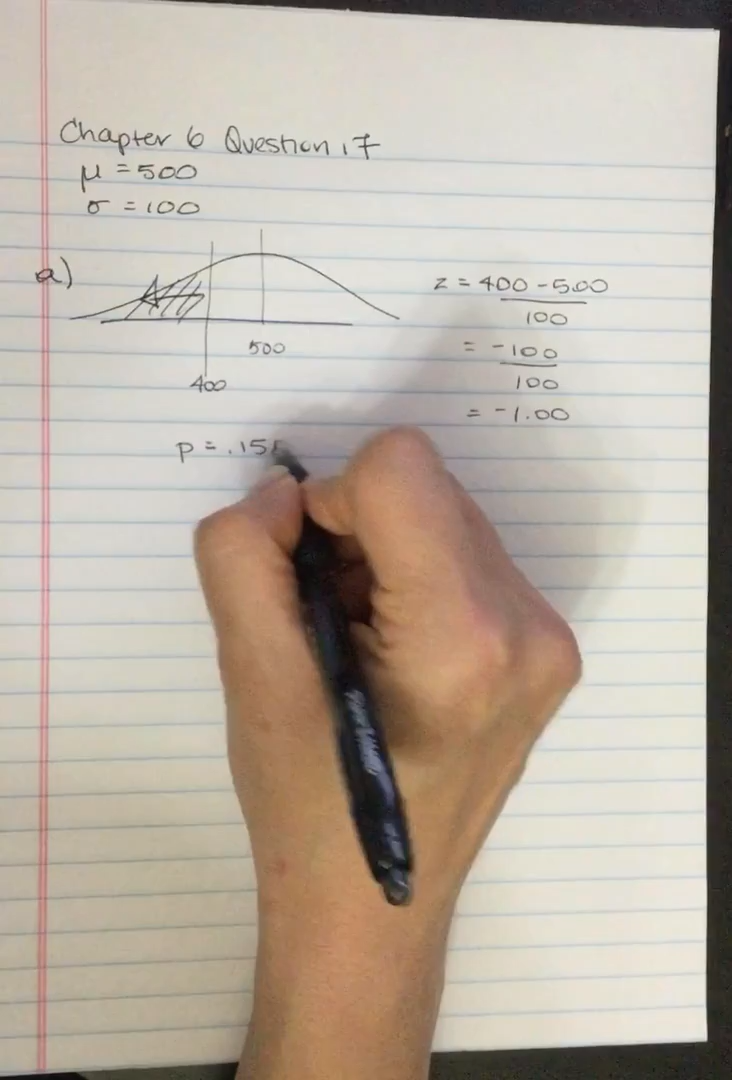 Chapter 6 Question 17
μ = 500
σ = 100
a)
500
400
z = 400 - 500
100
= -100
100
= -1.00
p = .15